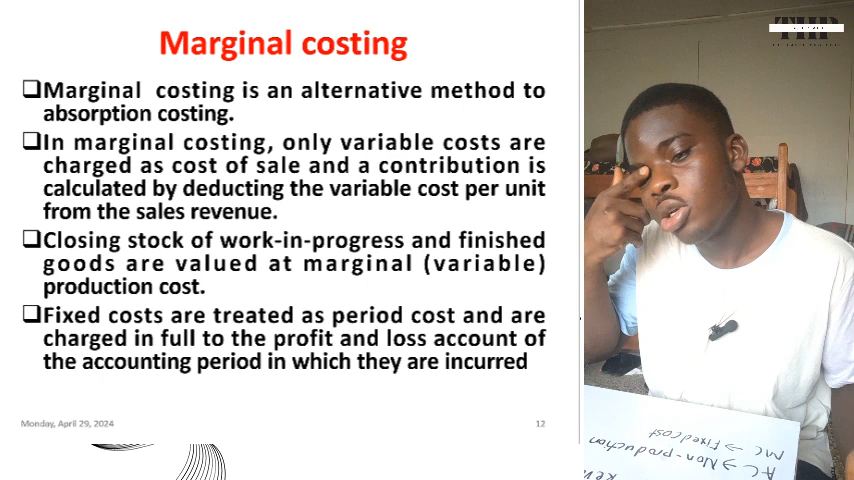 Marginal costing
❑Marginal costing is an alternative method to
absorption costing.
❑In marginal costing, only variable costs are
charged as cost of sale and a contribution is
calculated by deducting the variable cost per unit
from the sales revenue.
❑Closing stock of work-in-progress and finished
goods are valued at marginal (variable)
production cost.
❑Fixed costs are treated as period cost and are
charged in full to the profit and loss account of
the accounting period in which they are incurred
Monday, April 29, 2024
12
THP
AC → Non-production
MC → Fixed cost